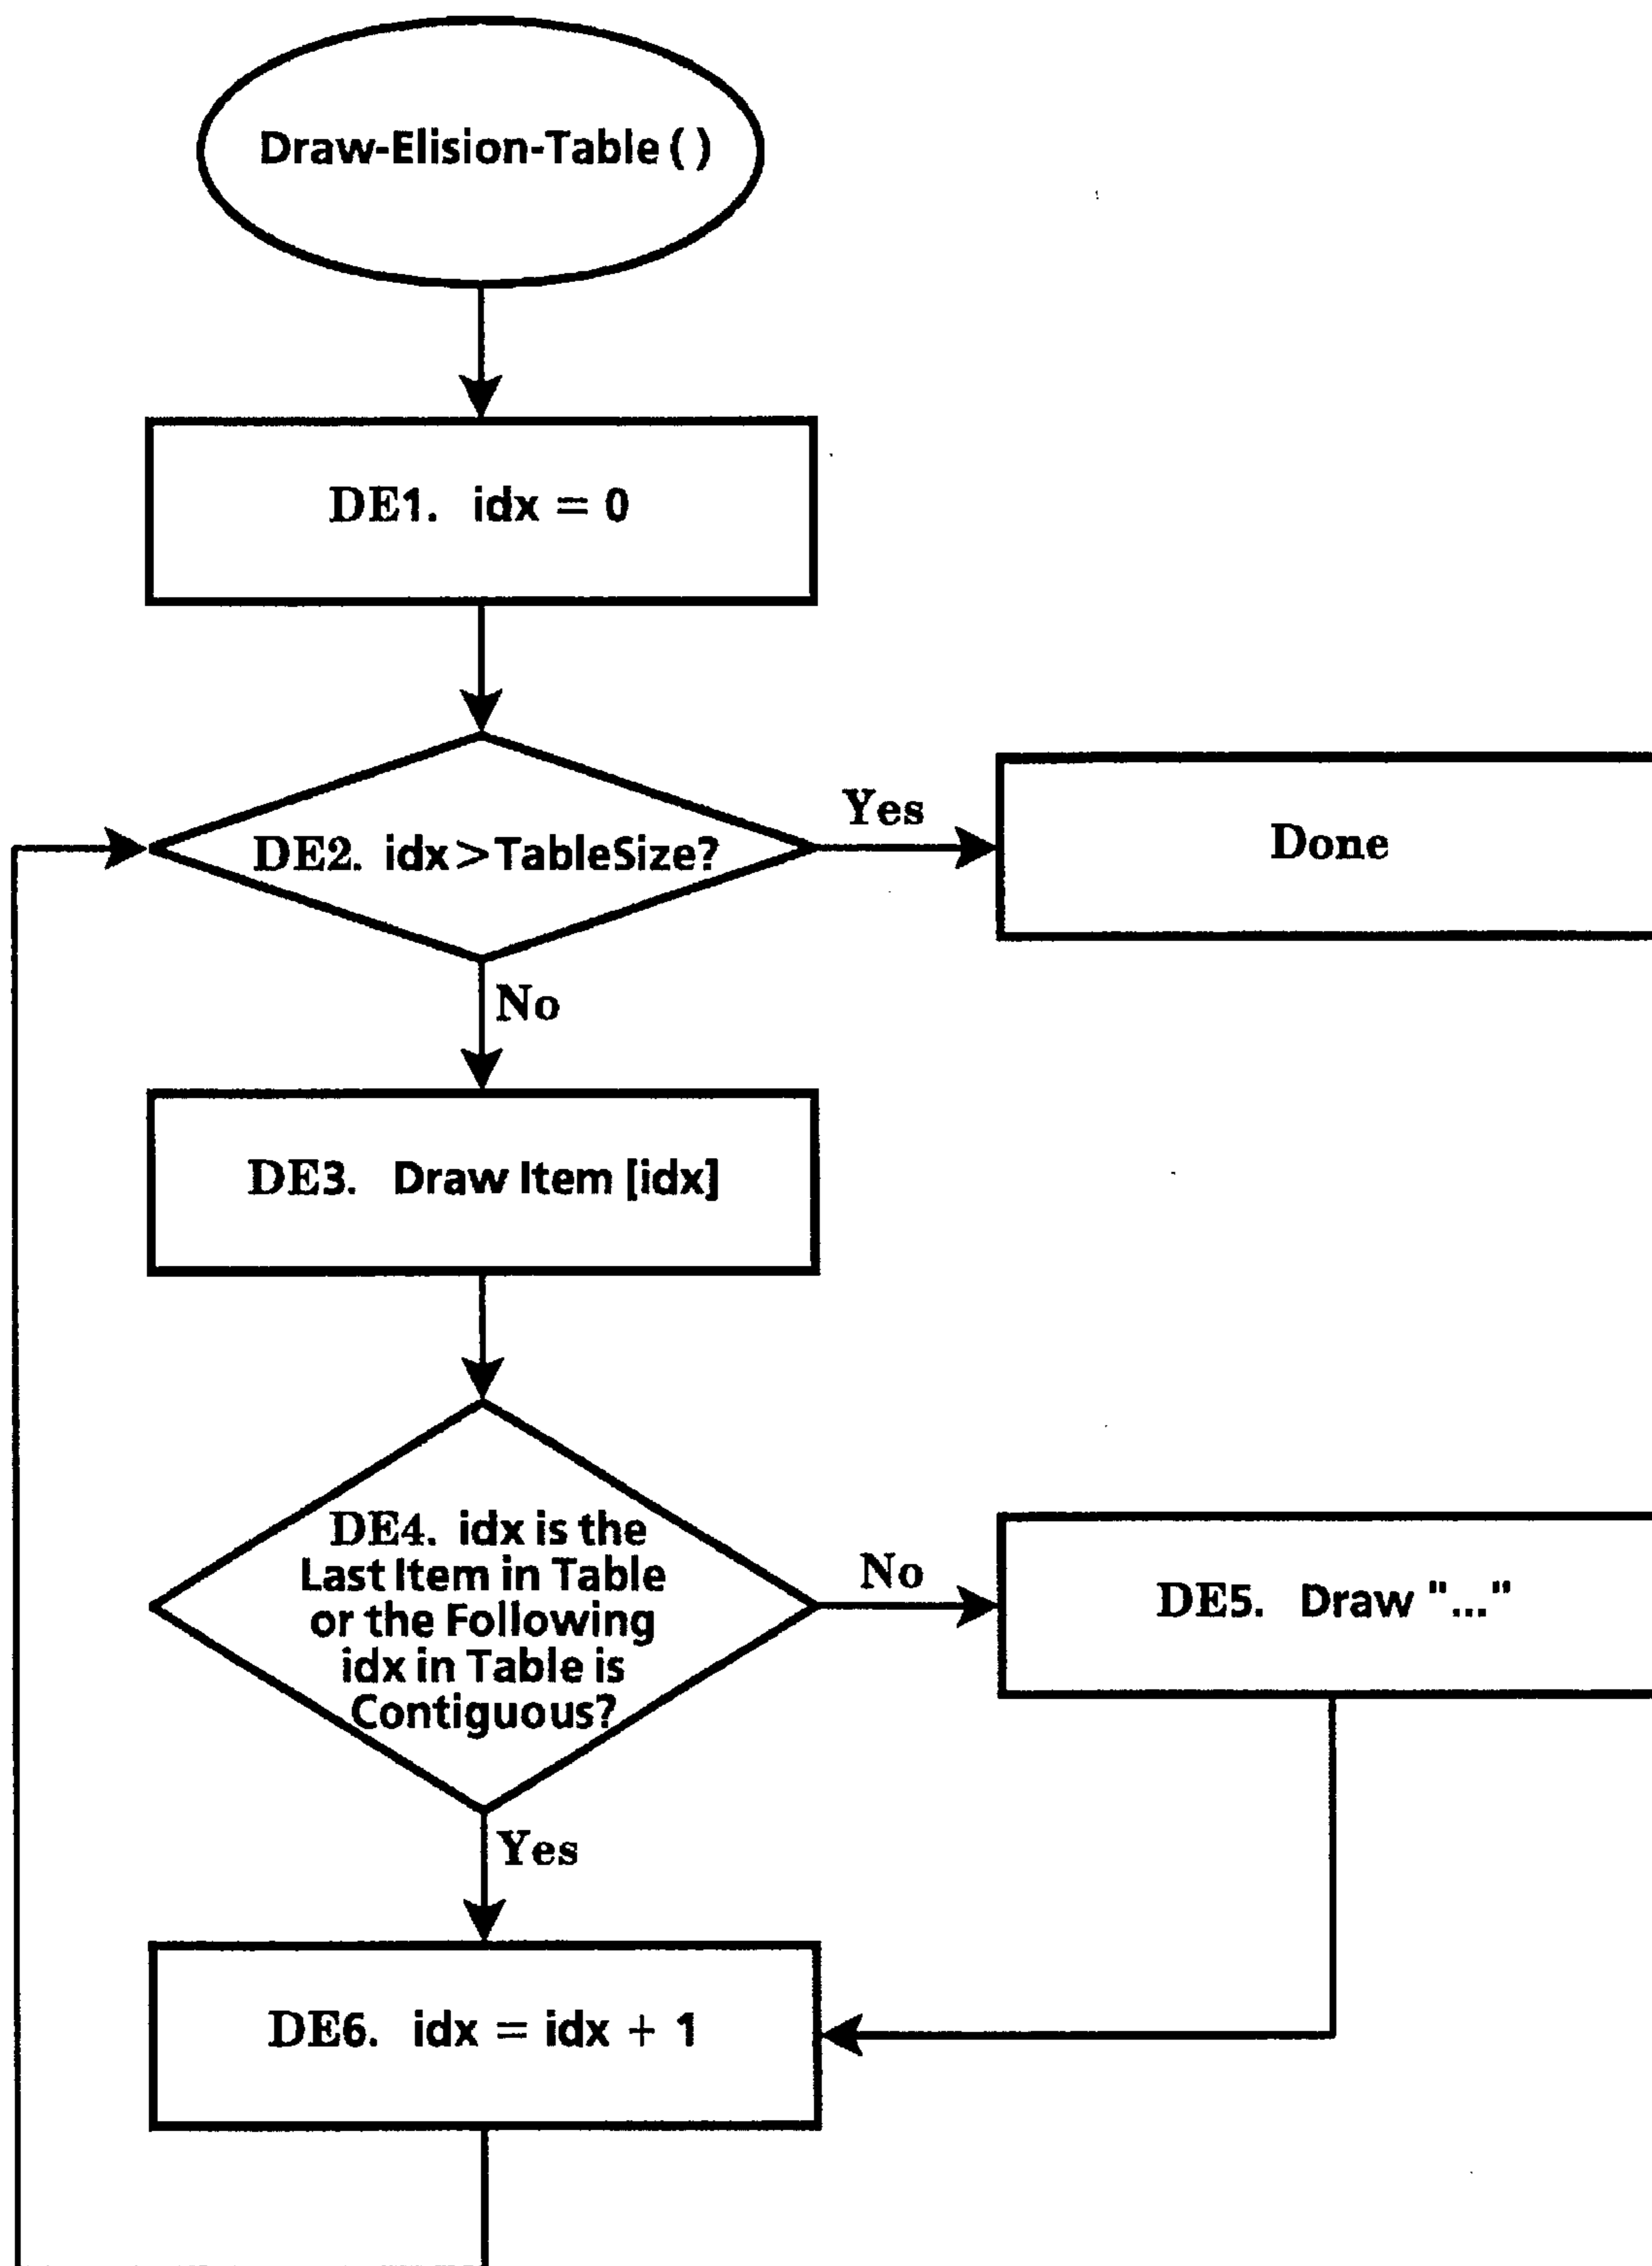 Draw-Elision-Table ( )
DE1. idx = 0
DE2. idx > TableSize?
Yes
Done
No
DE3. Draw Item [idx]
DE4. idx is the
Last Item in Table
or the Following
idx in Table is
Contiguous?
No
DE5. Draw "..."
Yes
DE6. idx = idx + 1